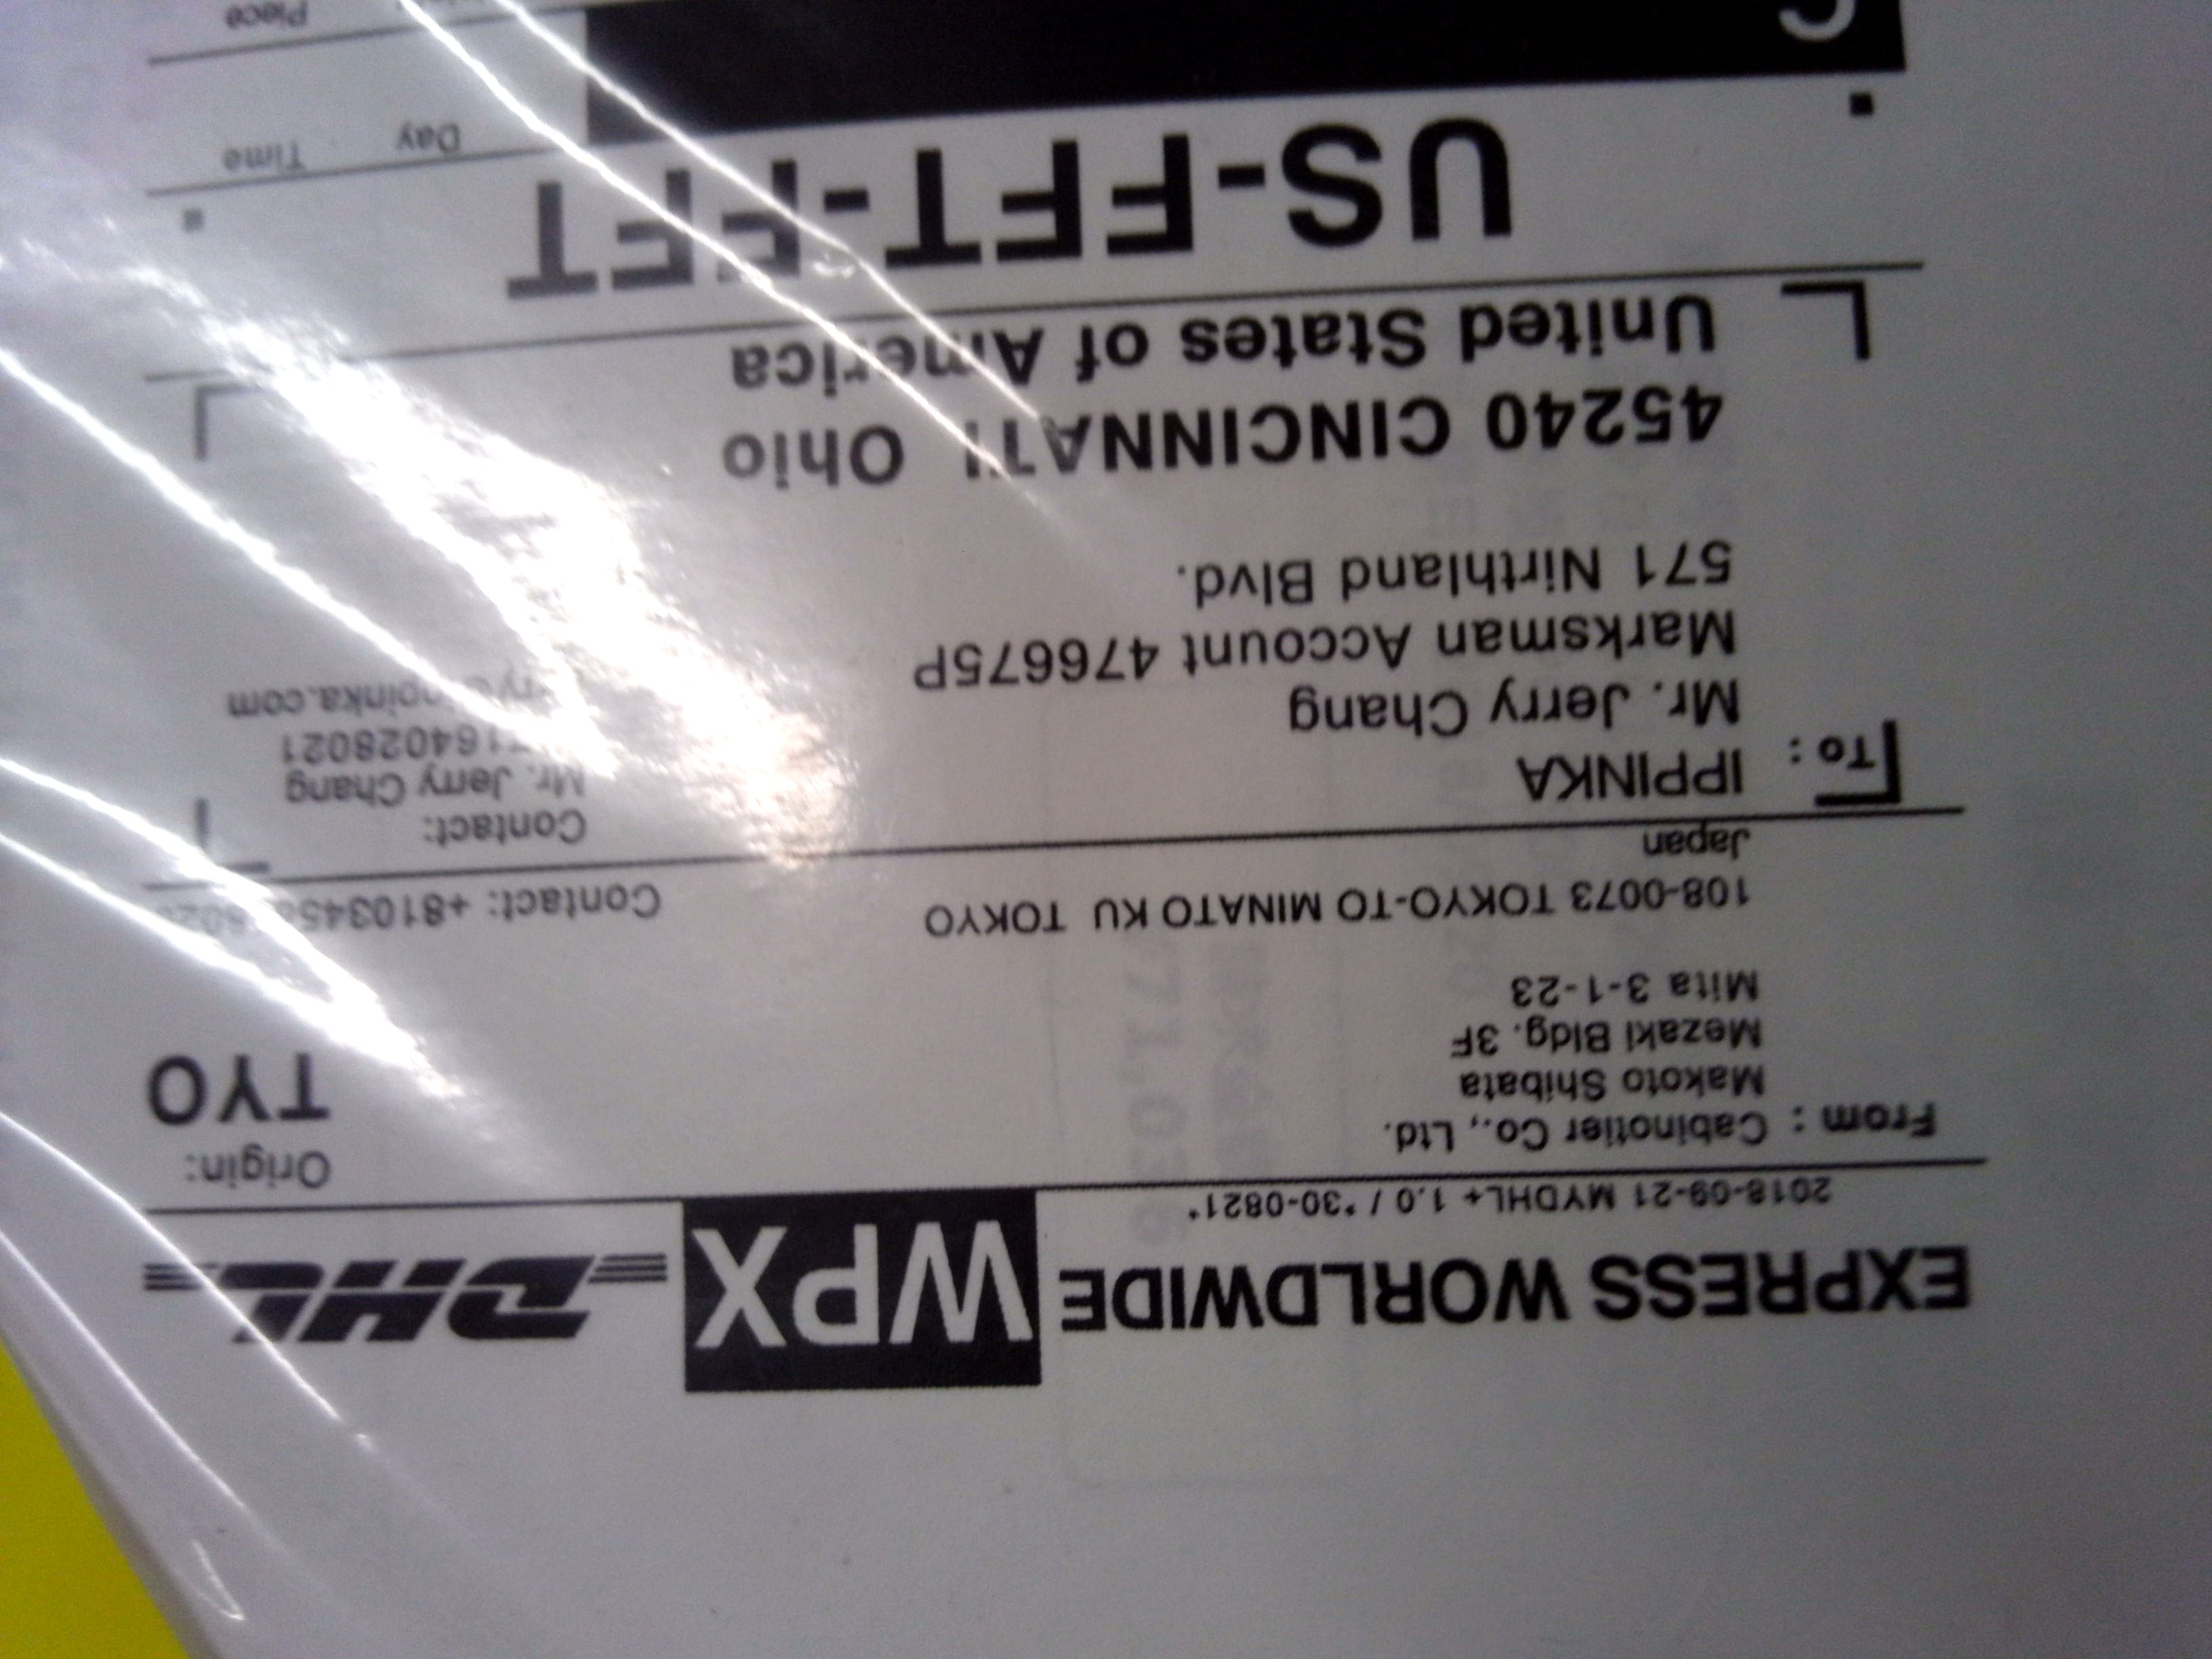 EXPRESS WORLDWIDE WPX DHL
2018-09-21 MYDHL+ 1.0 / *30-0821*
From : Cabinotier Co., Ltd.
Makoto Shibata
Mezaki Bldg. 3F
Mita 3-1-23
Origin:
TYO
108-0073 TOKYO-TO MINATO KU TOKYO
Japan
Contact:
To :
IPPINKA
Mr. Jerry Chang
Marksman Account 476675P
571 Nirthland Blvd.
Contact:
Mr. Jerry Chang
45240 CINCINNATI Ohio
United States of America
US-FFT-FFT
Day Time
C
Piece